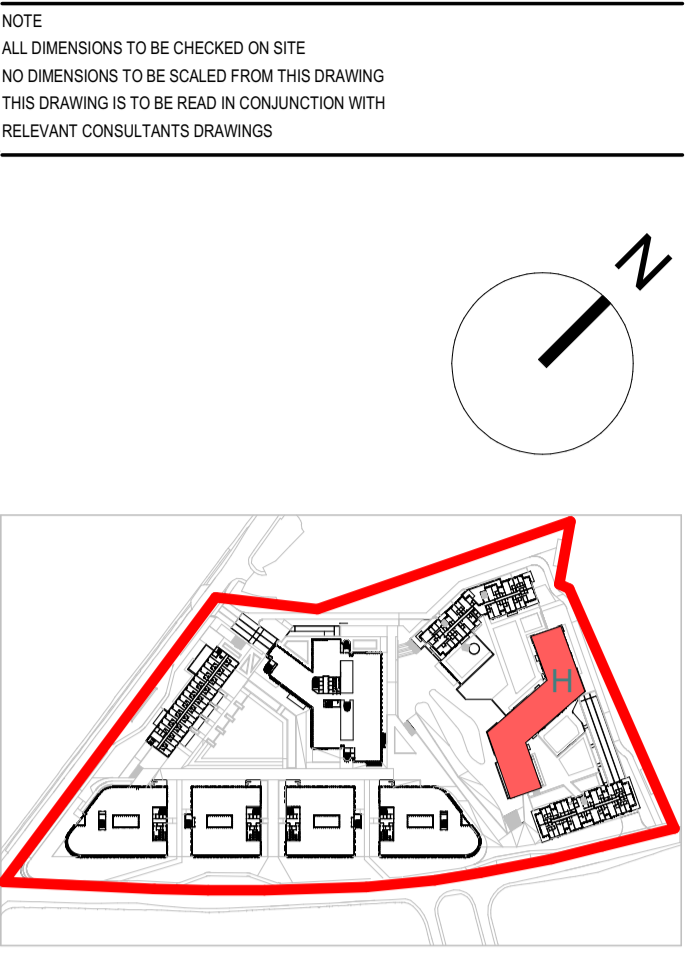 NOTE
ALL DIMENSIONS TO BE CHECKED ON SITE
NO DIMENSIONS TO BE SCALED FROM THIS DRAWING
THIS DRAWING IS TO BE READ IN CONJUNCTION WITH
RELEVANT CONSULTANTS DRAWINGS
N
H